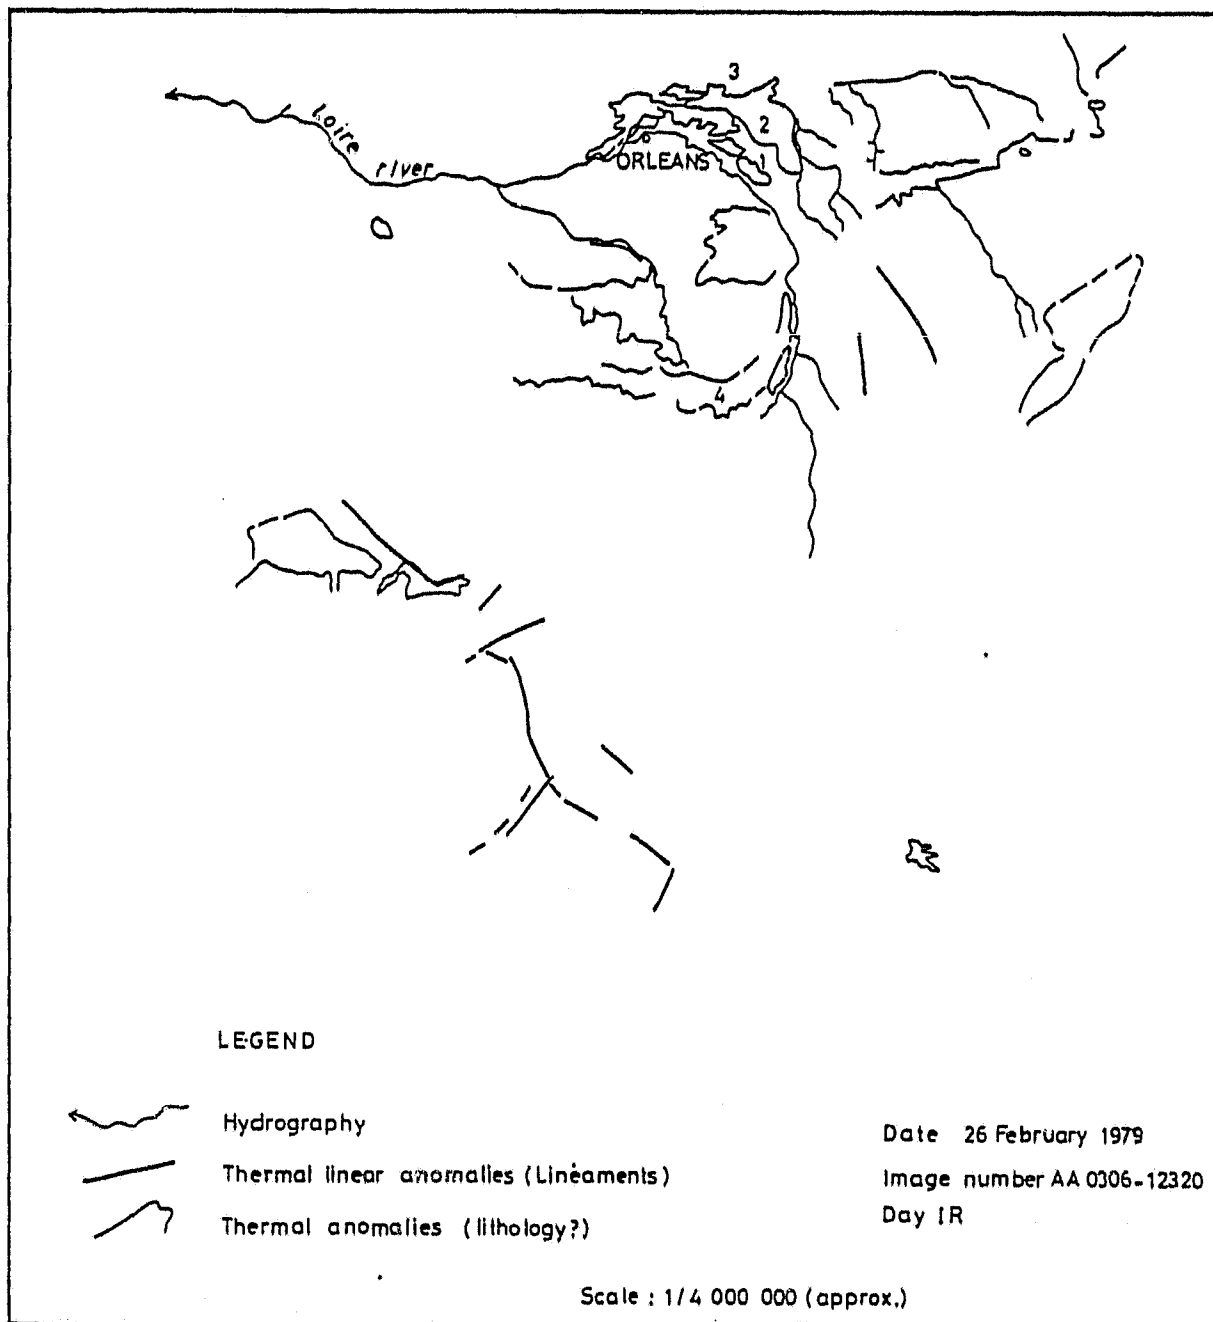 3
2
1
Loire
river
ORLEANS
4
LEGEND
Hydrography
Thermal linear anomalies (Linèaments)
Thermal anomalies (lithology?)
Date 26 February 1979
Image number AA 0306-12320
Day IR
Scale : 1/4 000 000 (approx.)